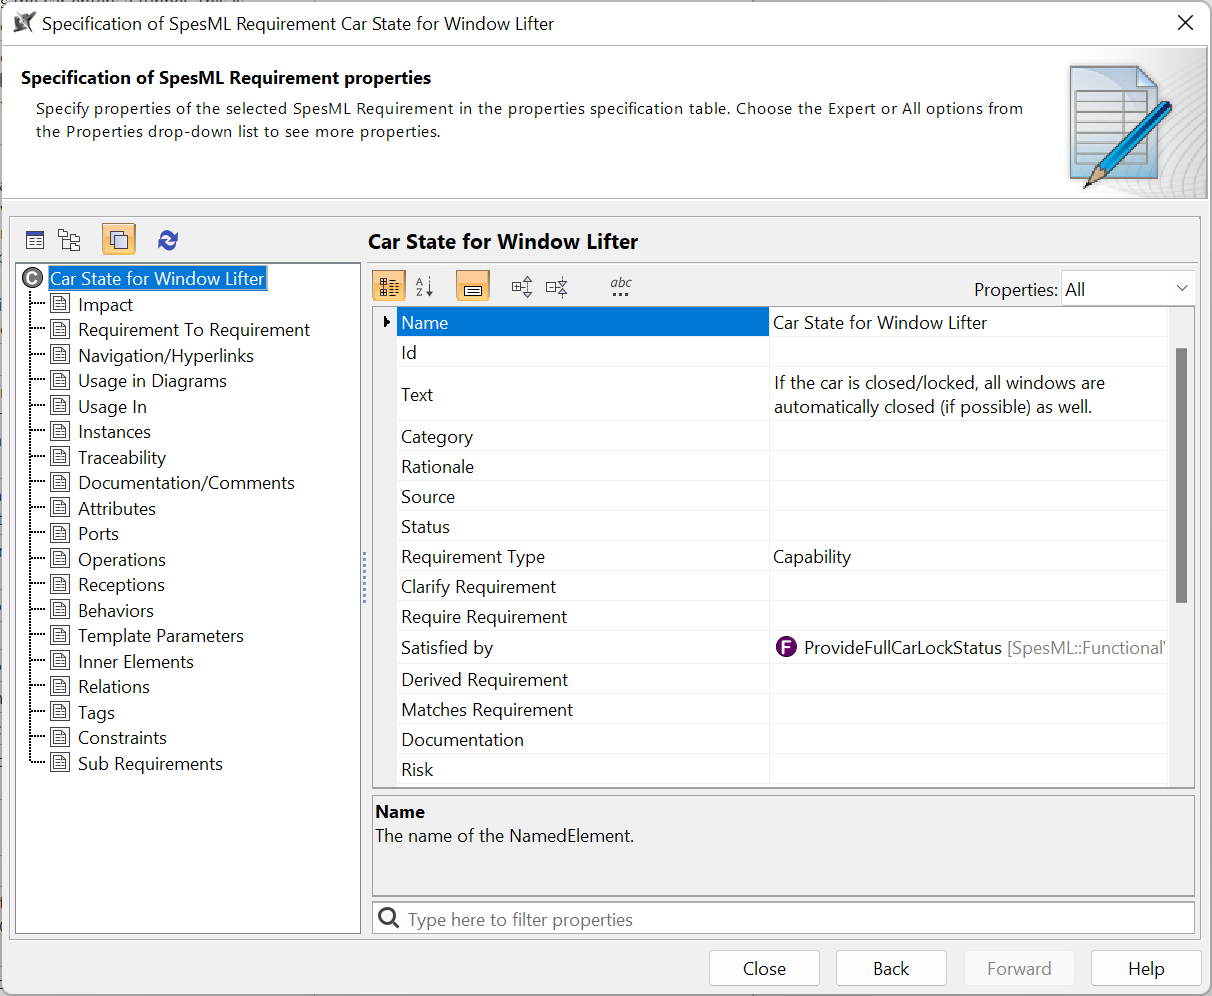 Specification of SpesML Requirement Car State for Window Lifter
Specification of SpesML Requirement properties
Specify properties of the selected SpesML Requirement in the properties specification table. Choose the Expert or All options from
the Properties drop-down list to see more properties.
Car State for Window Lifter
Impact
Requirement To Requirement
Navigation/Hyperlinks
Usage in Diagrams
Usage In
Instances
Traceability
Documentation/Comments
Attributes
Ports
Operations
Receptions
Behaviors
Template Parameters
Inner Elements
Relations
Tags
Constraints
Sub Requirements
Car State for Window Lifter
Properties: All
Name Car State for Window Lifter
Id
Text If the car is closed/locked, all windows are
automatically closed (if possible) as well.
Category
Rationale
Source
Status
Requirement Type Capability
Clarify Requirement
Require Requirement
Satisfied by F ProvideFullCarLockStatus [SpesML::Functional
Derived Requirement
Matches Requirement
Documentation
Risk
Name
The name of the NamedElement.
Type here to filter properties
Close Back Forward Help